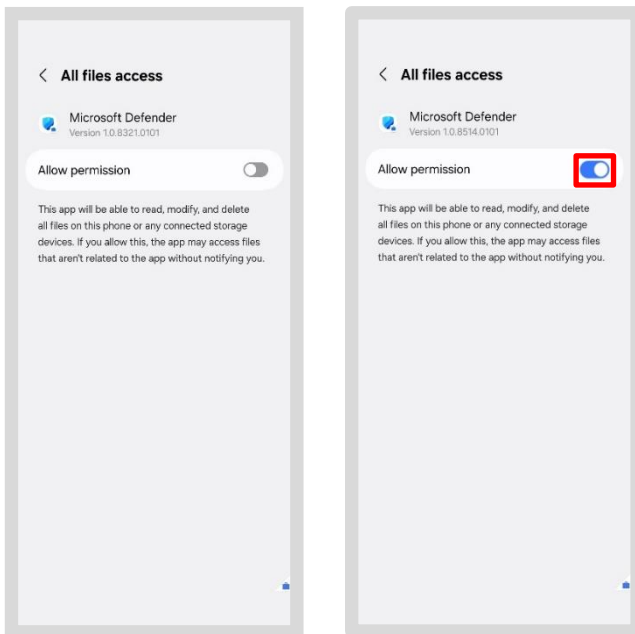 < All files access
Microsoft Defender
Version 1.0.8321.0101
Allow permission
This app will be able to read, modify, and delete
all files on this phone or any connected storage
devices. If you allow this, the app may access files
that aren't related to the app without notifying you.
< All files access
Microsoft Defender
Version 1.0.8514.0101
Allow permission
This app will be able to read, modify, and delete
all files on this phone or any connected storage
devices. If you allow this, the app may access files
that aren't related to the app without notifying you.